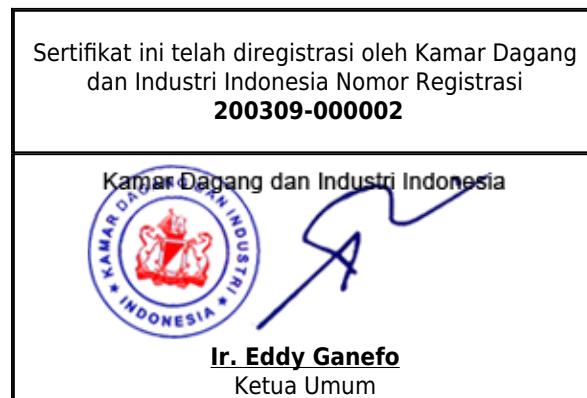 Sertifikat ini telah diregistrasi oleh Kamar Dagang
dan Industri Indonesia Nomor Registrasi
200309-000002
Kamar Dagang dan Industri Indonesia
KAMAR DAGANG DAN INDUSTRI
INDONESIA
Ir. Eddy Ganefo
Ketua Umum